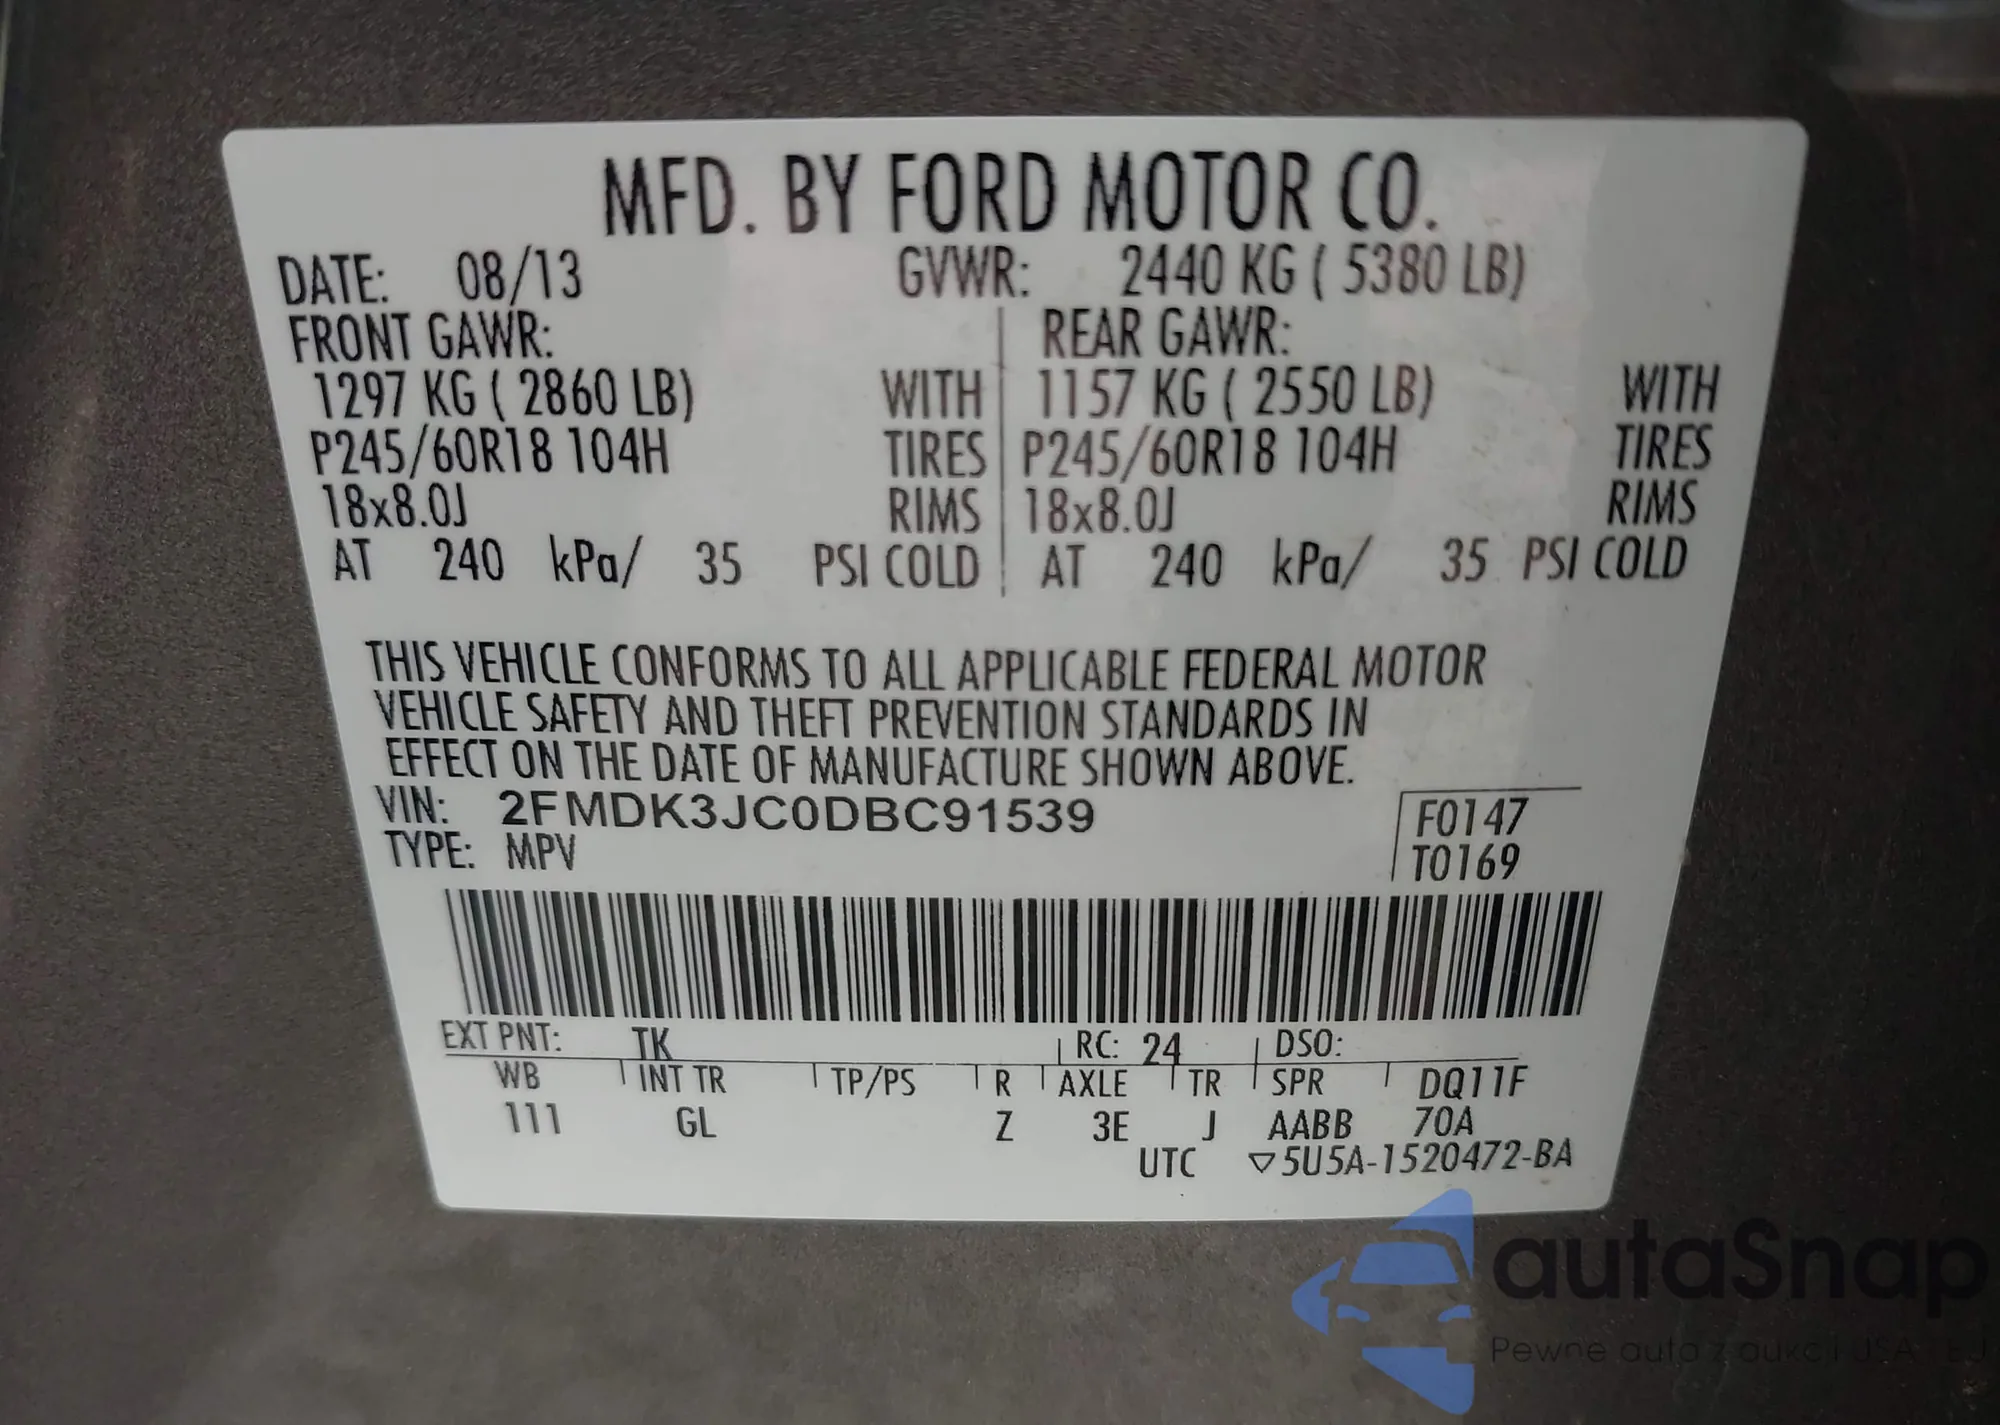 MFD. BY FORD MOTOR CO.
DATE: 08/13 GVWR: 2440 KG ( 5380 LB)
FRONT GAWR: REAR GAWR:
1297 KG ( 2860 LB) WITH 1157 KG ( 2550 LB) WITH
P245/60R18 104H TIRES P245/60R18 104H TIRES
18x8.0J RIMS 18x8.0J RIMS
AT 240 kPa/ 35 PSI COLD AT 240 kPa/ 35 PSI COLD
THIS VEHICLE CONFORMS TO ALL APPLICABLE FEDERAL MOTOR
VEHICLE SAFETY AND THEFT PREVENTION STANDARDS IN
EFFECT ON THE DATE OF MANUFACTURE SHOWN ABOVE.
VIN: 2FMDK3JC0DBC91539 F0147
TYPE: MPV T0169
EXT PNT: TK RC: 24 DSO:
WB INT TR TP/PS R AXLE TR SPR DQ11F
111 GL Z 3E J AABB 70A
UTC ▽5U5A-1520472-BA
autaSnap
Pewne auta z aukcji USA i EU